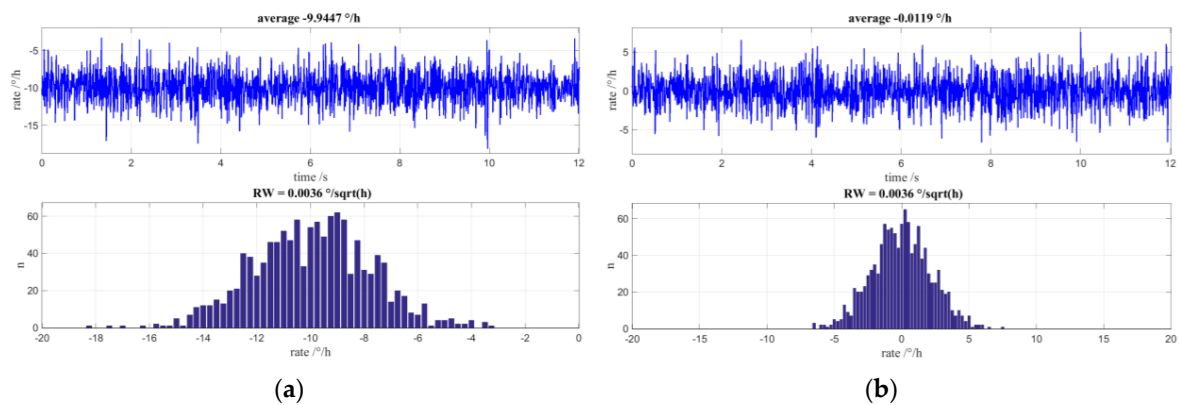 average -9.9447 °/h
rate /°/h
-5
-10
-15
0 2 4 6 8 10 12
time /s
RW = 0.0036 °/sqrt(h)
n
60
40
20
0
-20 -18 -16 -14 -12 -10 -8 -6 -4 -2 0
rate /°/h
(a)
average -0.0119 °/h
rate /°/h
5
0
-5
0 2 4 6 8 10 12
time /s
RW = 0.0036 °/sqrt(h)
n
60
40
20
0
-20 -15 -10 -5 0 5 10 15 20
rate /°/h
(b)